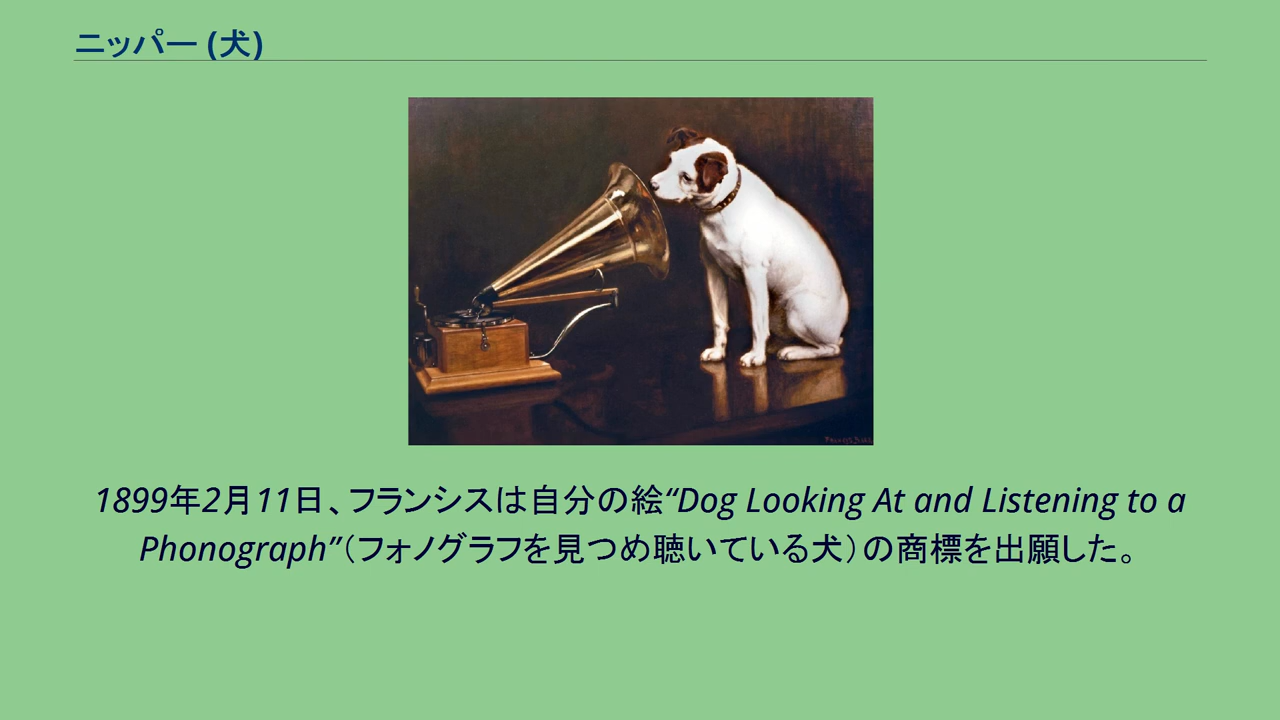 ニッパー (犬)
1899年2月11日、フランシスは自分の絵“Dog Looking At and Listening to a
Phonograph”（フォノグラフを見つめ聴いている犬）の商標を出願した。